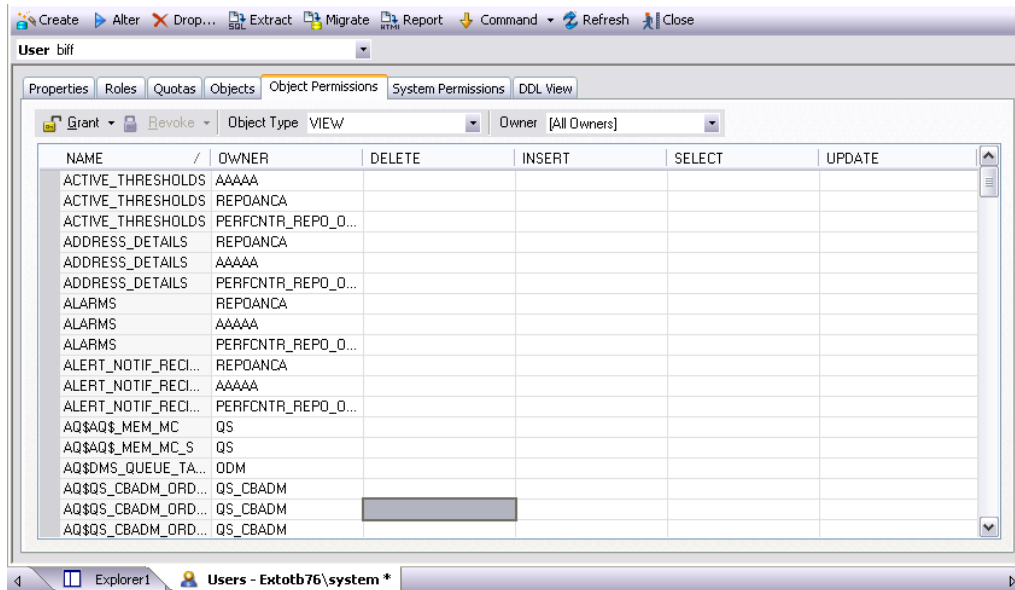 Create Alter Drop... SQL Extract Migrate HTML Report Command Refresh Close
User biff
Properties Roles Quotas Objects Object Permissions System Permissions DDL View
Grant Revoke Object Type VIEW Owner [All Owners]
NAME / OWNER DELETE INSERT SELECT UPDATE
ACTIVE_THRESHOLDS AAAAA
ACTIVE_THRESHOLDS REPOANCA
ACTIVE_THRESHOLDS PERFCNTR_REPO_O...
ADDRESS_DETAILS REPOANCA
ADDRESS_DETAILS AAAAA
ADDRESS_DETAILS PERFCNTR_REPO_O...
ALARMS REPOANCA
ALARMS AAAAA
ALARMS PERFCNTR_REPO_O...
ALERT_NOTIF_RECI... REPOANCA
ALERT_NOTIF_RECI... AAAAA
ALERT_NOTIF_RECI... PERFCNTR_REPO_O...
AQ$AQ$_MEM_MC QS
AQ$AQ$_MEM_MC_S QS
AQ$DMS_QUEUE_TA... ODM
AQ$QS_CBADM_ORD... QS_CBADM
AQ$QS_CBADM_ORD... QS_CBADM
AQ$QS_CBADM_ORD... QS_CBADM
Explorer1 Users - Extotb76\system *